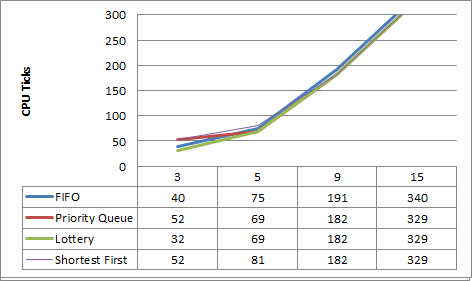 300
250
200
150
100
50
0
CPU Ticks
3 5 9 15
FIFO 40 75 191 340
Priority Queue 52 69 182 329
Lottery 32 69 182 329
Shortest First 52 81 182 329